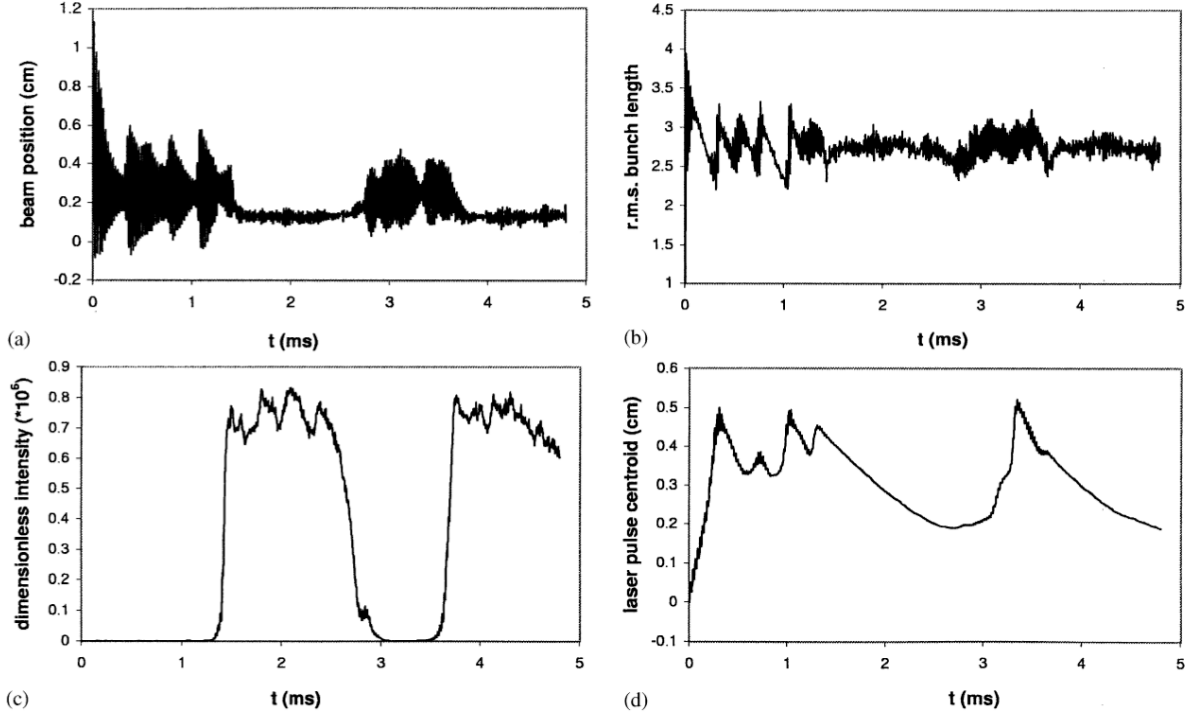 1.2
1
0.8
0.6
0.4
0.2
0
-0.2
beam position (cm)
0 1 2 3 4 5
(a)
t (ms)
4.5
4
3.5
3
2.5
2
1.5
1
r.m.s. bunch length
0 1 2 3 4 5
(b)
t (ms)
0.9
0.8
0.7
0.6
0.5
0.4
0.3
0.2
0.1
0
dimensionless intensity (*10⁶)
0 1 2 3 4 5
(c)
t (ms)
0.6
0.5
0.4
0.3
0.2
0.1
0
-0.1
laser pulse centroid (cm)
0 1 2 3 4 5
(d)
t (ms)